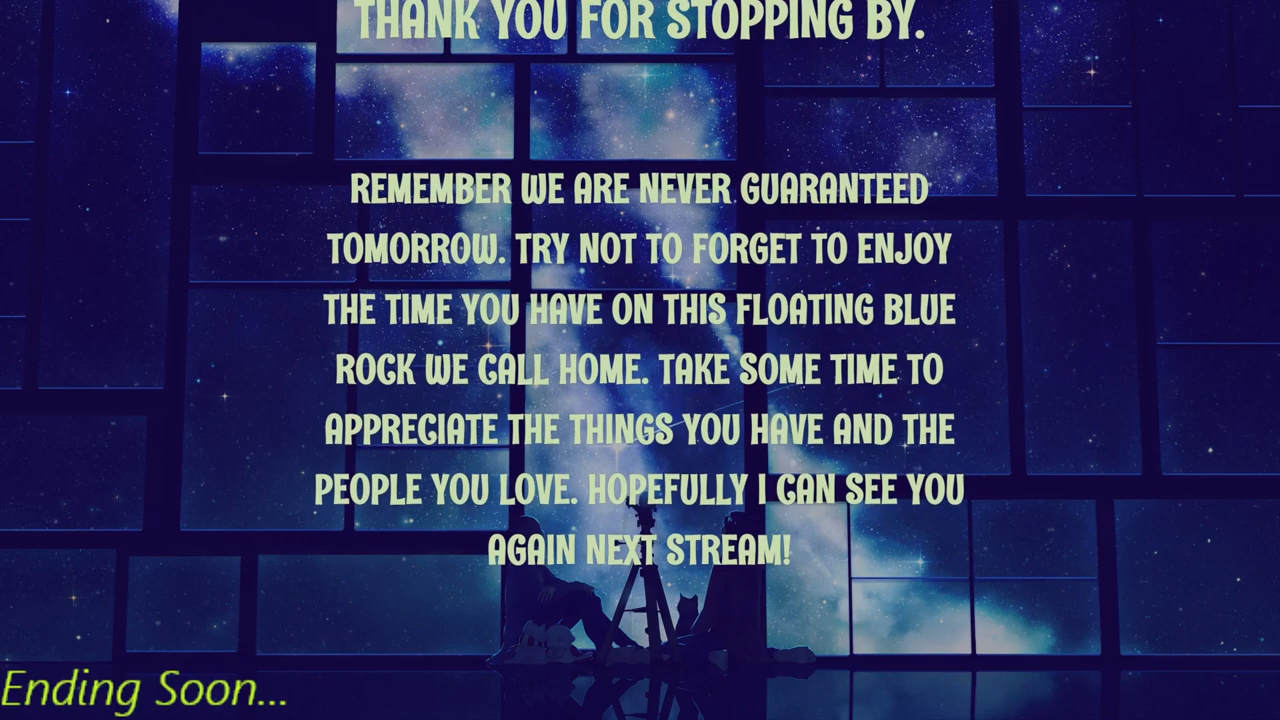 THANK YOU FOR STOPPING BY.
REMEMBER WE ARE NEVER GUARANTEED
TOMORROW. TRY NOT TO FORGET TO ENJOY
THE TIME YOU HAVE ON THIS FLOATING BLUE
ROCK WE CALL HOME. TAKE SOME TIME TO
APPRECIATE THE THINGS YOU HAVE AND THE
PEOPLE YOU LOVE. HOPEFULLY I CAN SEE YOU
AGAIN NEXT STREAM!
Ending Soon...